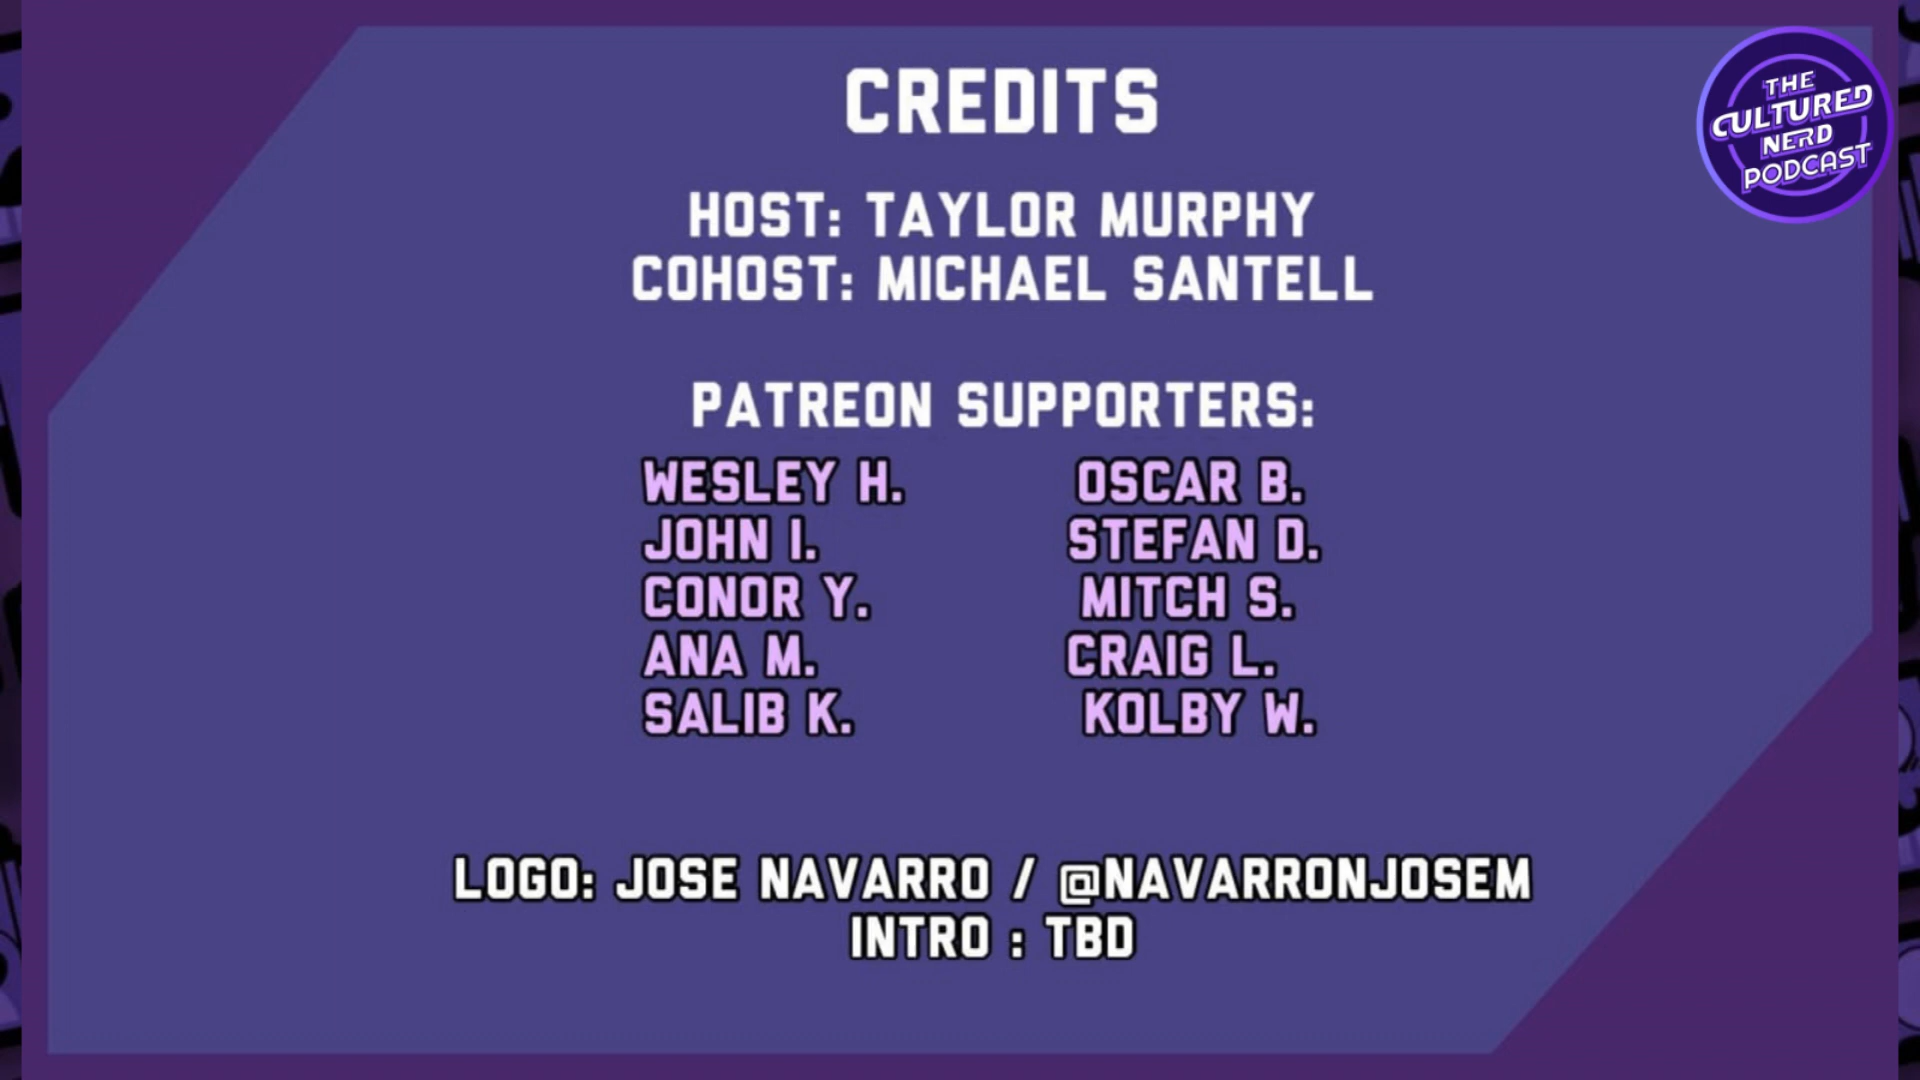 CREDITS
THE
CULTURED
NERD
PODCAST
HOST: TAYLOR MURPHY
COHOST: MICHAEL SANTELL
PATREON SUPPORTERS:
WESLEY H.
JOHN I.
CONOR Y.
ANA M.
SALIB K.
OSCAR B.
STEFAN D.
MITCH S.
CRAIG L.
KOLBY W.
LOGO: JOSE NAVARRO / @NAVARRONJOSEM
INTRO : TBD